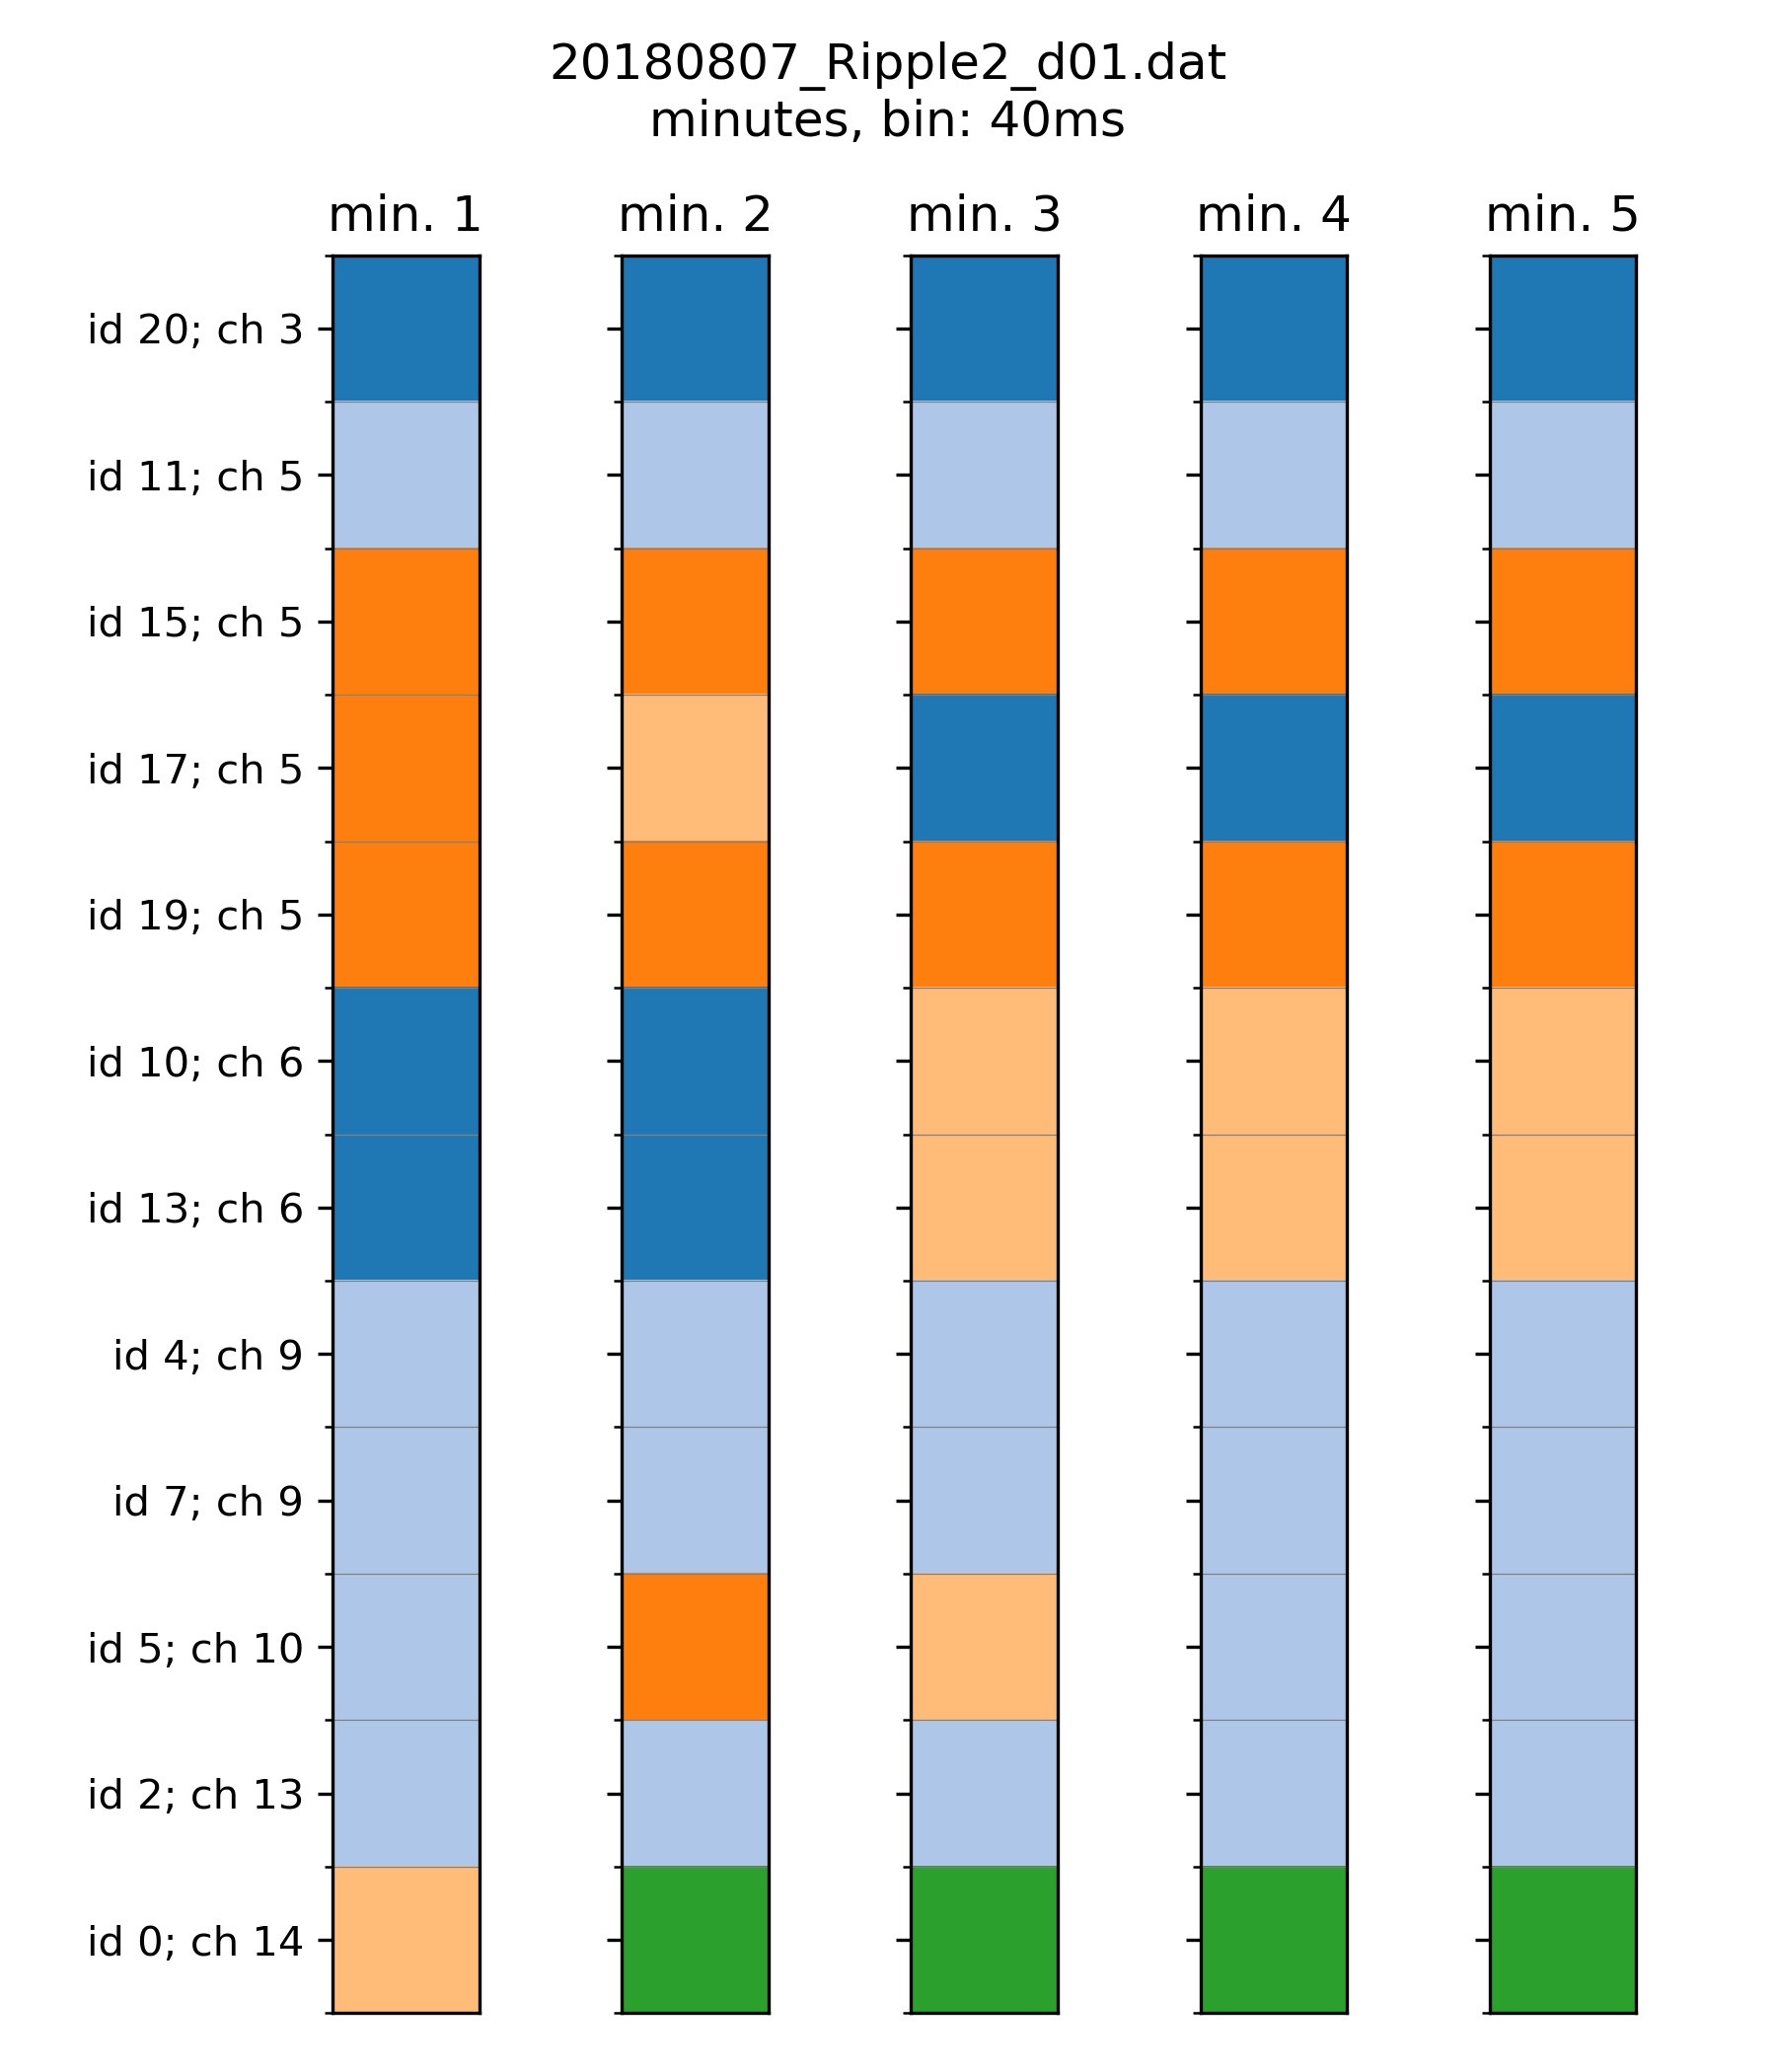 20180807_Ripple2_d01.dat
minutes, bin: 40ms
min. 1 min. 2 min. 3 min. 4 min. 5
id 20; ch 3
id 11; ch 5
id 15; ch 5
id 17; ch 5
id 19; ch 5
id 10; ch 6
id 13; ch 6
id 4; ch 9
id 7; ch 9
id 5; ch 10
id 2; ch 13
id 0; ch 14